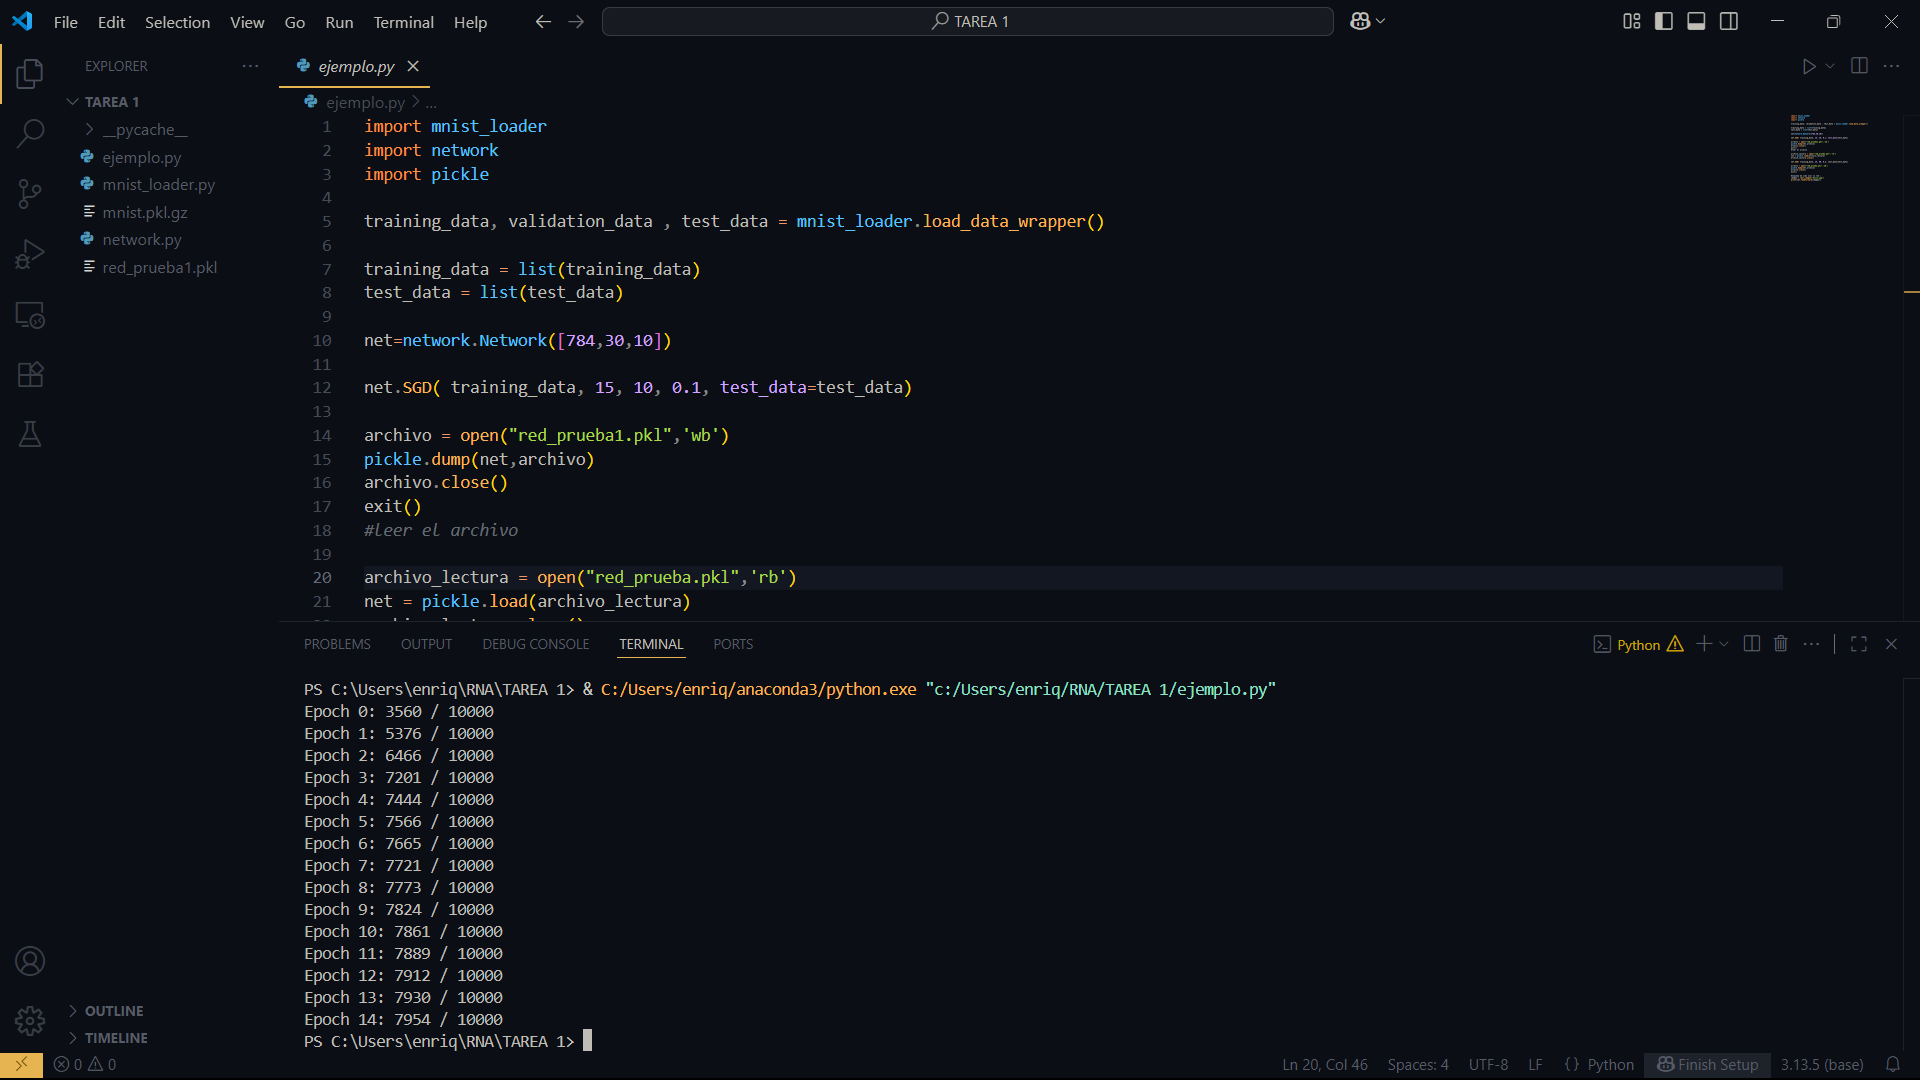 File Edit Selection View Go Run Terminal Help
TAREA 1
EXPLORER
TAREA 1
__pycache__
ejemplo.py
mnist_loader.py
mnist.pkl.gz
network.py
red_prueba1.pkl
OUTLINE
TIMELINE
ejemplo.py
ejemplo.py > ...
1 import mnist_loader
2 import network
3 import pickle
4
5 training_data, validation_data , test_data = mnist_loader.load_data_wrapper()
6
7 training_data = list(training_data)
8 test_data = list(test_data)
9
10 net=network.Network([784,30,10])
11
12 net.SGD( training_data, 15, 10, 0.1, test_data=test_data)
13
14 archivo = open("red_prueba1.pkl",'wb')
15 pickle.dump(net,archivo)
16 archivo.close()
17 exit()
18 #leer el archivo
19
20 archivo_lectura = open("red_prueba.pkl",'rb')
21 net = pickle.load(archivo_lectura)
PROBLEMS OUTPUT DEBUG CONSOLE TERMINAL PORTS
Python
PS C:\Users\enriq\RNA\TAREA 1> & C:/Users/enriq/anaconda3/python.exe "c:/Users/enriq/RNA/TAREA 1/ejemplo.py"
Epoch 0: 3560 / 10000
Epoch 1: 5376 / 10000
Epoch 2: 6466 / 10000
Epoch 3: 7201 / 10000
Epoch 4: 7444 / 10000
Epoch 5: 7566 / 10000
Epoch 6: 7665 / 10000
Epoch 7: 7721 / 10000
Epoch 8: 7773 / 10000
Epoch 9: 7824 / 10000
Epoch 10: 7861 / 10000
Epoch 11: 7889 / 10000
Epoch 12: 7912 / 10000
Epoch 13: 7930 / 10000
Epoch 14: 7954 / 10000
PS C:\Users\enriq\RNA\TAREA 1>
0 0 Ln 20, Col 46 Spaces: 4 UTF-8 LF {} Python Finish Setup 3.13.5 (base)